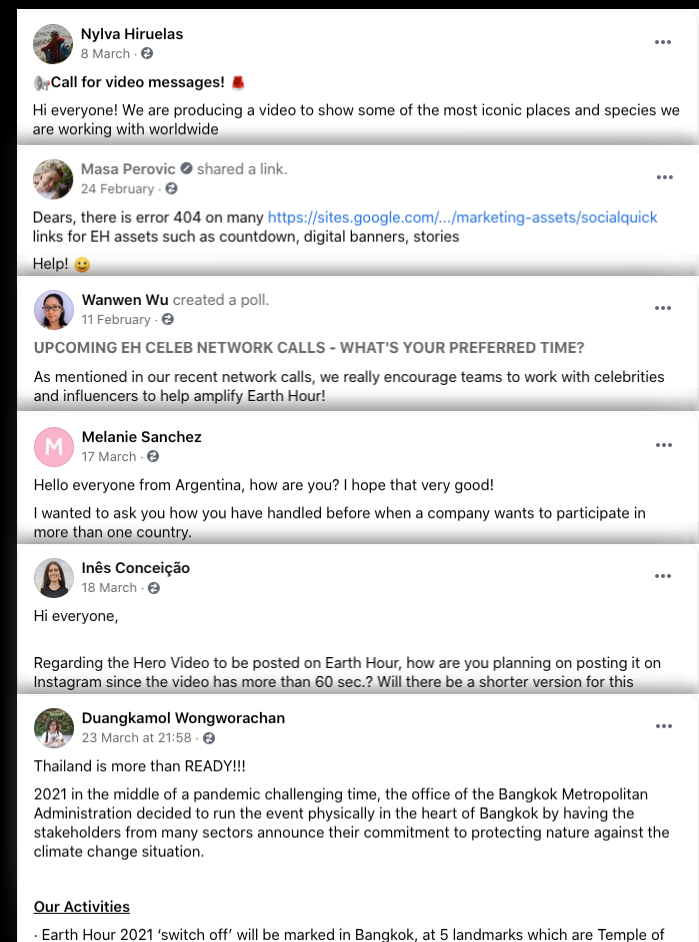 Nylva Hiruelas
8 March ·
Call for video messages!
Hi everyone! We are producing a video to show some of the most iconic places and species we
are working with worldwide
Masa Perovic shared a link.
24 February ·
Dears, there is error 404 on many https://sites.google.com/.../marketing-assets/socialquick
links for EH assets such as countdown, digital banners, stories
Help! 😀
Wanwen Wu created a poll.
11 February ·
UPCOMING EH CELEB NETWORK CALLS - WHAT'S YOUR PREFERRED TIME?
As mentioned in our recent network calls, we really encourage teams to work with celebrities
and influencers to help amplify Earth Hour!
M
Melanie Sanchez
17 March ·
Hello everyone from Argentina, how are you? I hope that very good!
I wanted to ask you how you have handled before when a company wants to participate in
more than one country.
Inês Conceição
18 March ·
Hi everyone,
Regarding the Hero Video to be posted on Earth Hour, how are you planning on posting it on
Instagram since the video has more than 60 sec.? Will there be a shorter version for this
Duangkamol Wongworachan
23 March at 21:58 ·
Thailand is more than READY!!!
2021 in the middle of a pandemic challenging time, the office of the Bangkok Metropolitan
Administration decided to run the event physically in the heart of Bangkok by having the
stakeholders from many sectors announce their commitment to protecting nature against the
climate change situation.
Our Activities
· Earth Hour 2021 ‘switch off’ will be marked in Bangkok, at 5 landmarks which are Temple of